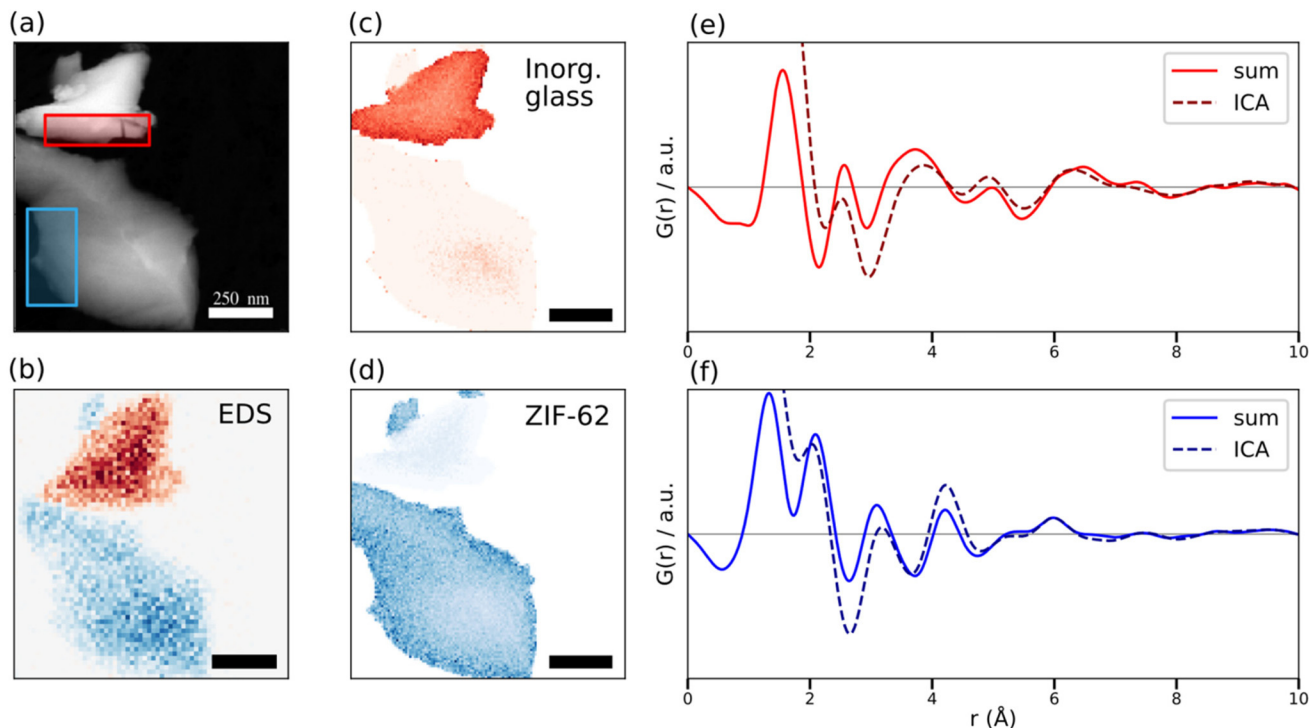 (a)
250 nm
(b)
EDS
(c)
Inorg.
glass
(d)
ZIF-62
(e)
G(r) / a.u.
sum
ICA
0 2 4 6 8 10
(f)
G(r) / a.u.
sum
ICA
0 2 4 6 8 10
r (Å)